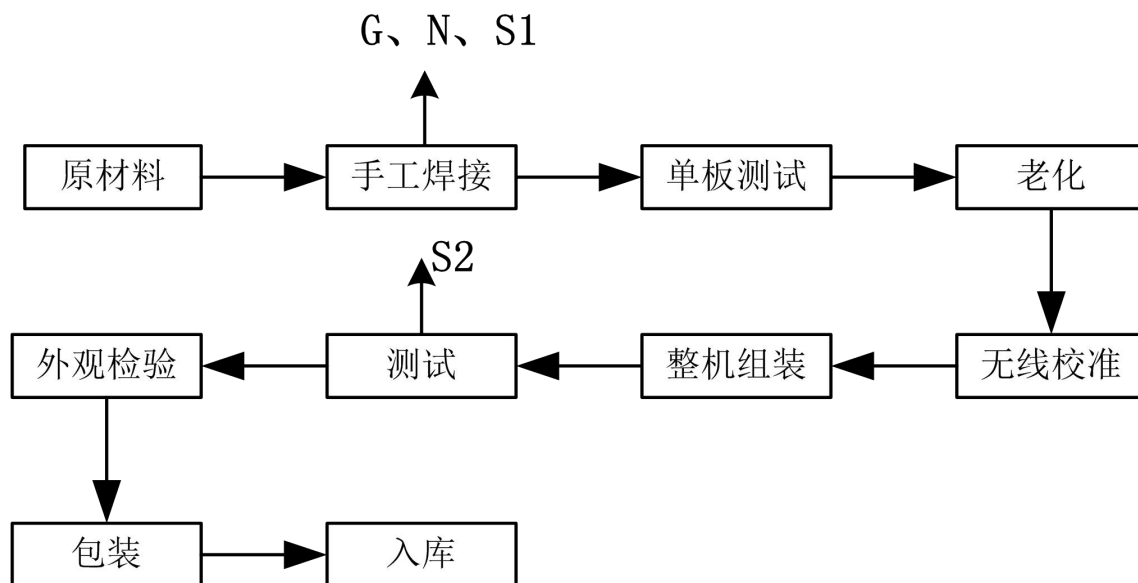 G、N、S1
原材料
手工焊接
单板测试
老化
S2
外观检验
测试
整机组装
无线校准
包装
入库